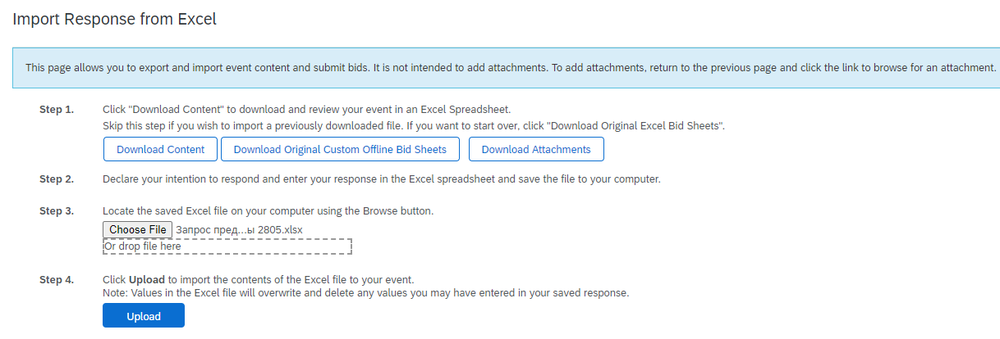 Import Response from Excel
This page allows you to export and import event content and submit bids. It is not intended to add attachments. To add attachments, return to the previous page and click the link to browse for an attachment.
Step 1. Click "Download Content" to download and review your event in an Excel Spreadsheet.
Skip this step if you wish to import a previously downloaded file. If you want to start over, click "Download Original Excel Bid Sheets".
Download Content Download Original Custom Offline Bid Sheets Download Attachments
Step 2. Declare your intention to respond and enter your response in the Excel spreadsheet and save the file to your computer.
Step 3. Locate the saved Excel file on your computer using the Browse button.
Choose File Запрос пред...ы 2805.xlsx
Or drop file here
Step 4. Click Upload to import the contents of the Excel file to your event.
Note: Values in the Excel file will overwrite and delete any values you may have entered in your saved response.
Upload